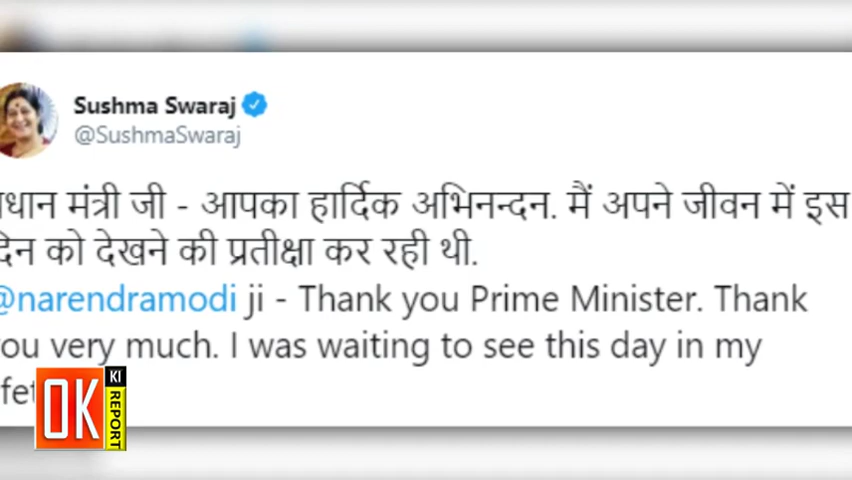 Sushma Swaraj
@SushmaSwaraj
मंत्री जी - आपका हार्दिक अभिनन्दन. मैं अपने जीवन में इस
को देखने की प्रतीक्षा कर रही थी.
@narendramodi ji - Thank you Prime Minister. Thank
very much. I was waiting to see this day in my
OK
KI
REPORT